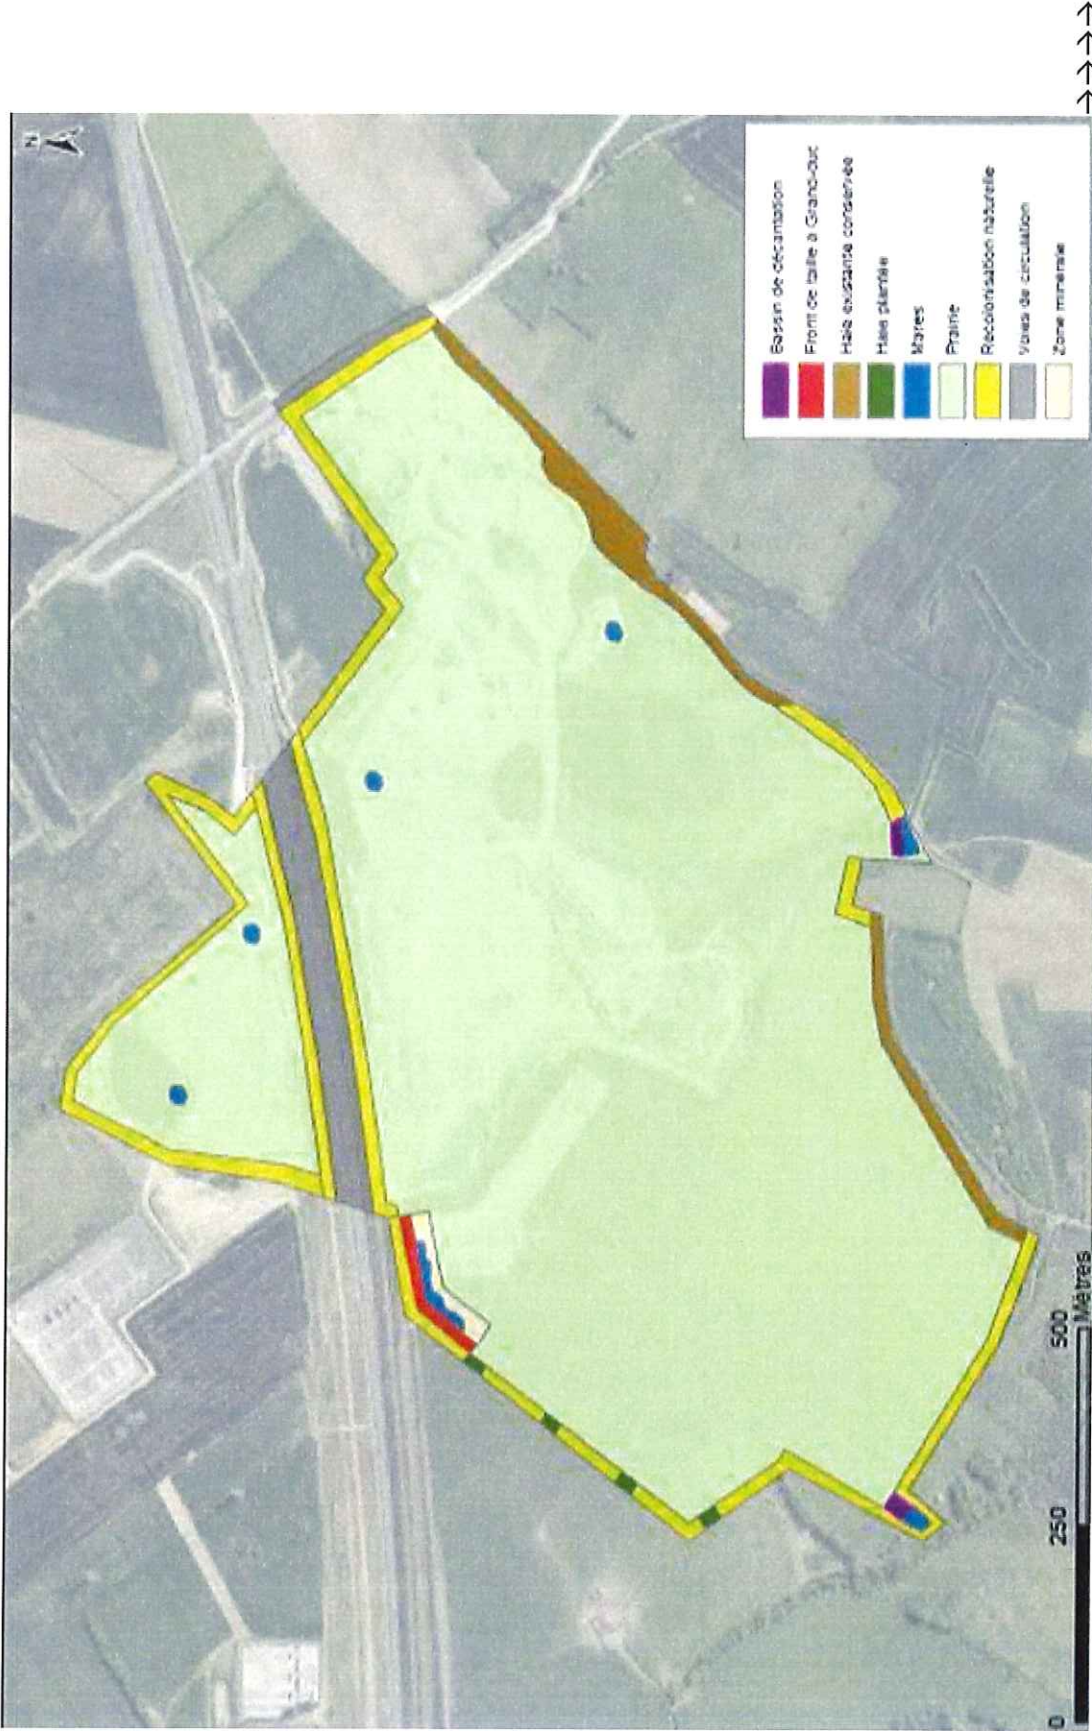 N
Bassin de décantation
Front de taille à Grand-duc
Haie existante conservée
Haie plantée
Mares
Prairie
Recolonisation naturelle
Voies de circulation
Zone minérale
0 250 500
Mètres